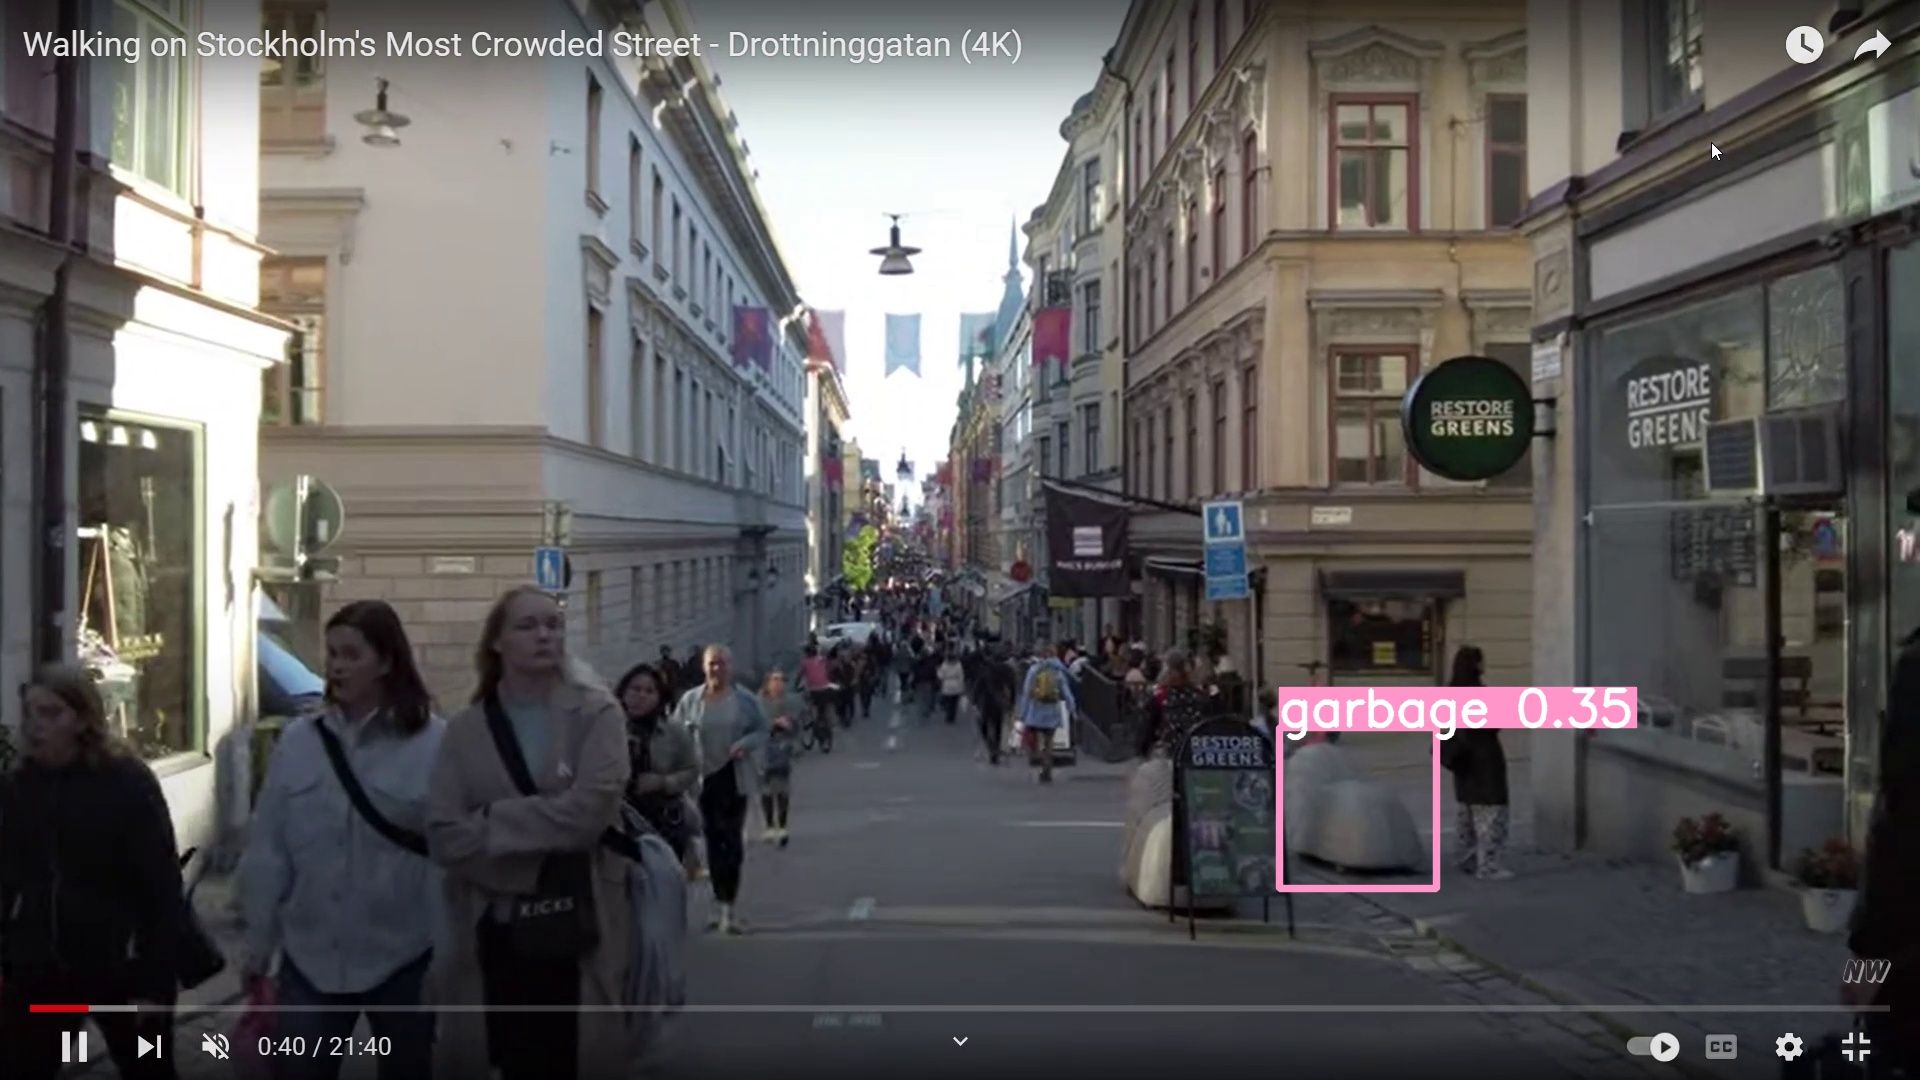 Walking on Stockholm's Most Crowded Street - Drottninggatan (4K)
RESTORE
GREENS
RESTORE
GREENS
garbage 0.35
RESTORE
GREENS
KICKS
NW
0:40 / 21:40
CC